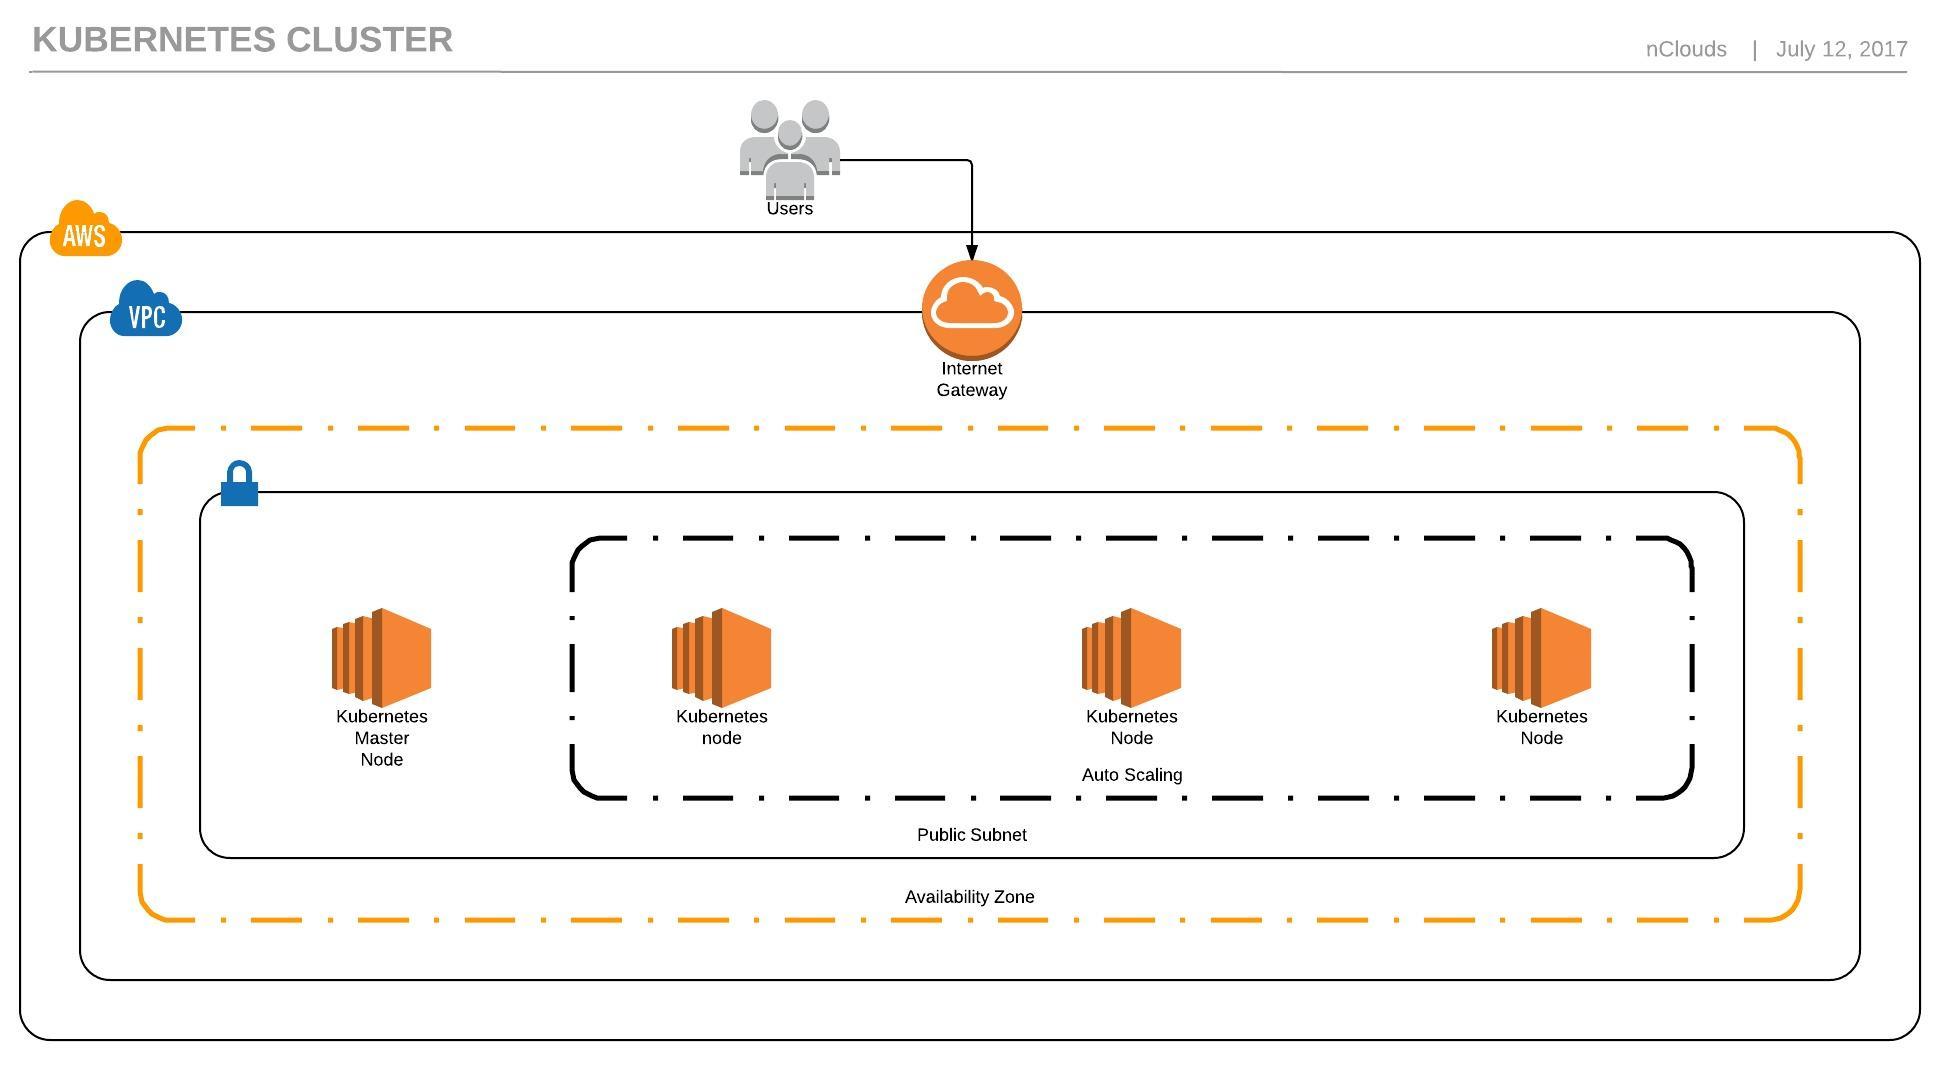 KUBERNETES CLUSTER
nClouds | July 12, 2017
Users
AWS
VPC
Internet
Gateway
Kubernetes
Master
Node
Kubernetes
node
Kubernetes
Node
Kubernetes
Node
Auto Scaling
Public Subnet
Availability Zone